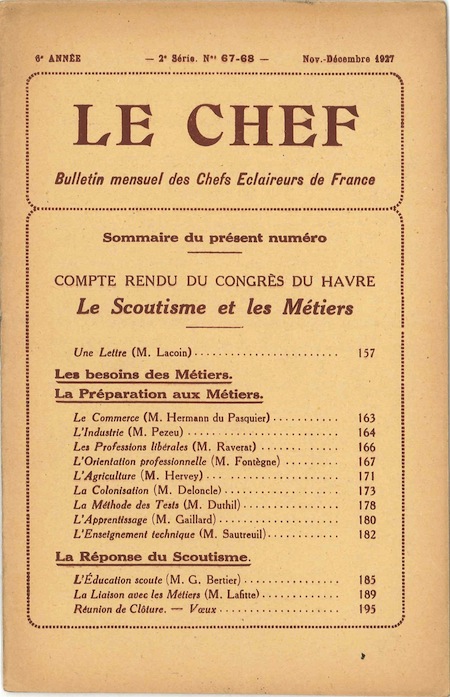 6e ANNÉE — 2e Série. Nos 67-68 — Nov.-Décembre 1927
LE CHEF
Bulletin mensuel des Chefs Eclaireurs de France
Sommaire du présent numéro
COMPTE RENDU DU CONGRÈS DU HAVRE
Le Scoutisme et les Métiers
Une Lettre (M. Lacoin) 157
Les besoins des Métiers.
La Préparation aux Métiers.
Le Commerce (M. Hermann du Pasquier) 163
L'Industrie (M. Pezeu) 164
Les Professions libérales (M. Raverat) 166
L'Orientation professionnelle (M. Fontègne) 167
L'Agriculture (M. Hervey) 171
La Colonisation (M. Deloncle) 173
La Méthode des Tests (M. Duthil) 178
L'Apprentissage (M. Gaillard) 180
L'Enseignement technique (M. Sautreuil) 182
La Réponse du Scoutisme.
L'Éducation scoute (M. G. Bertier) 185
La Liaison avec les Métiers (M. Lafitte) 189
Réunion de Clôture. — Vœux 195